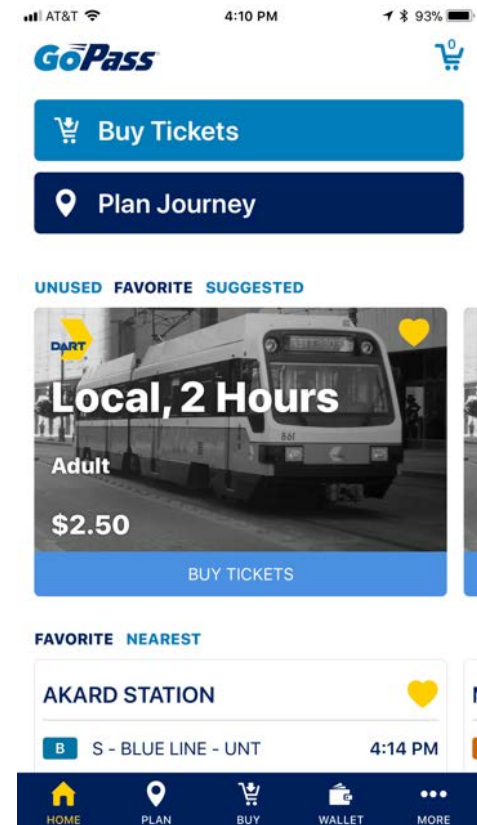 AT&T 4:10 PM 93%
GoPass
0
Buy Tickets
Plan Journey
UNUSED FAVORITE SUGGESTED
DART
Local, 2 Hours
861
Adult
$2.50
BUY TICKETS
FAVORITE NEAREST
AKARD STATION
B S - BLUE LINE - UNT 4:14 PM
HOME PLAN BUY WALLET MORE